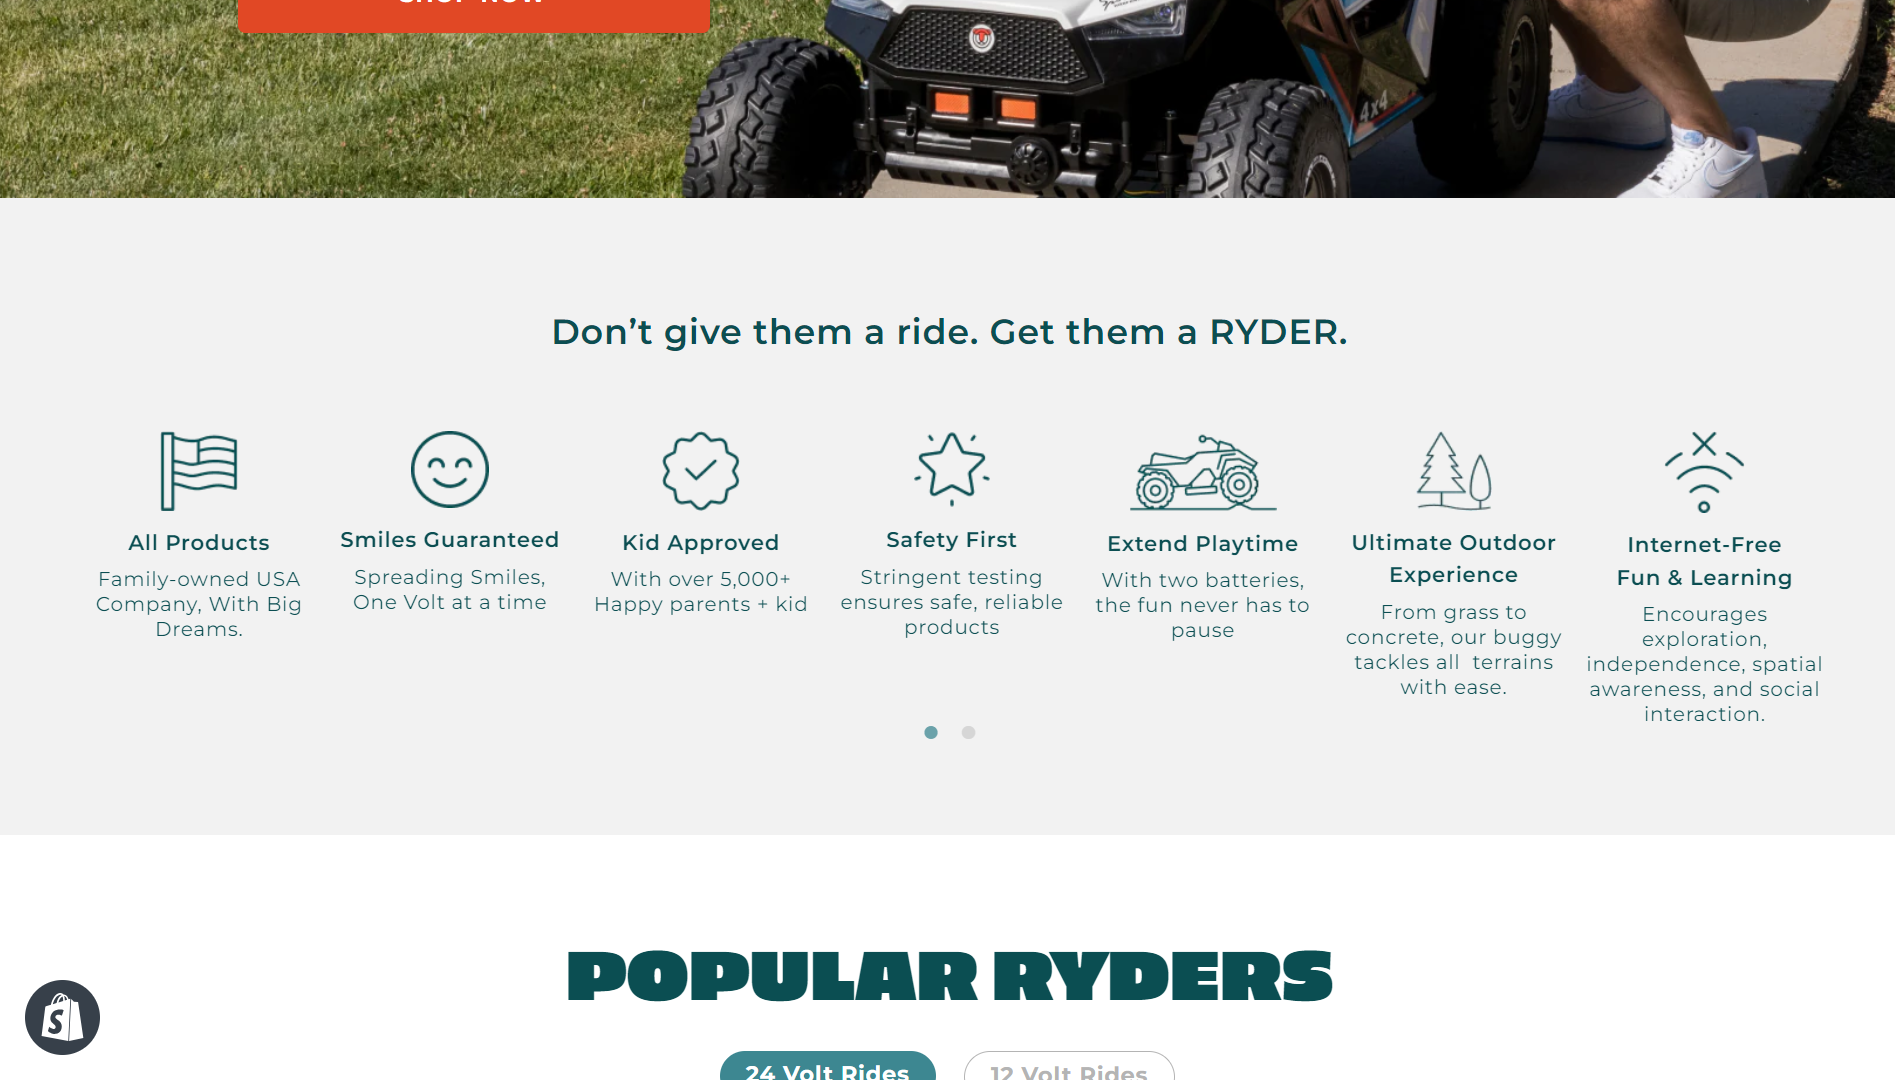 SHOP NOW
4x4
Don’t give them a ride. Get them a RYDER.
All Products
Family-owned USA
Company, With Big
Dreams.
Smiles Guaranteed
Spreading Smiles,
One Volt at a time
Kid Approved
With over 5,000+
Happy parents + kid
Safety First
Stringent testing
ensures safe, reliable
products
Extend Playtime
With two batteries,
the fun never has to
pause
Ultimate Outdoor
Experience
From grass to
concrete, our buggy
tackles all  terrains
with ease.
Internet-Free
Fun & Learning
Encourages
exploration,
independence, spatial
awareness, and social
interaction.
POPULAR RYDERS
S
24 Volt Rides
12 Volt Rides